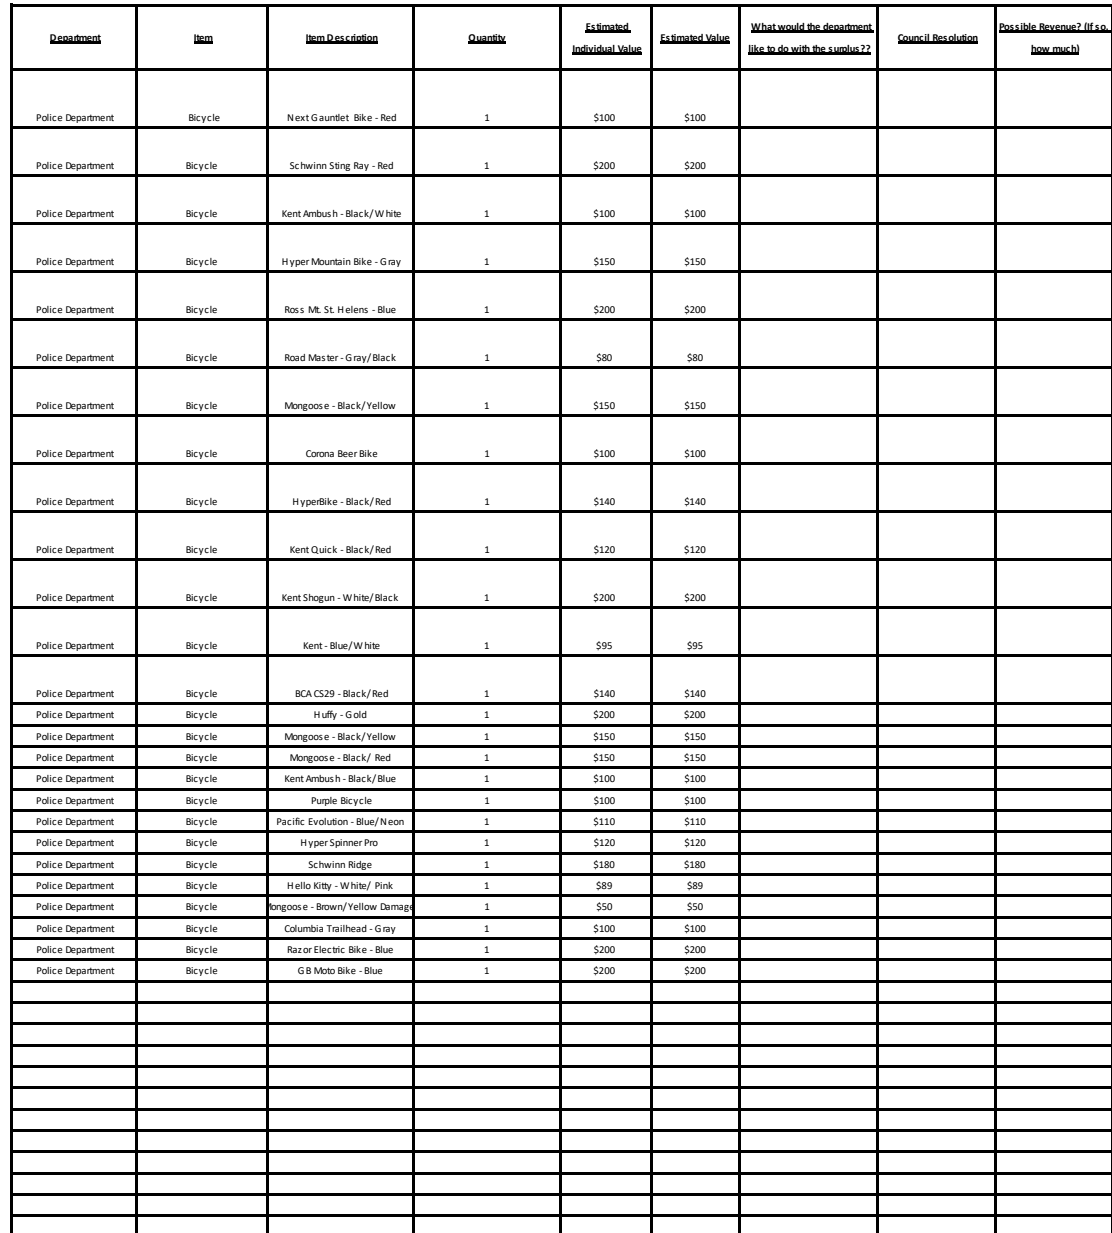 Department Item Item Description Quantity Estimated Individual Value Estimated Value What would the department like to do with the surplus?? Council Resolution Possible Revenue? (If so, how much)
Police Department Bicycle Next Gauntlet Bike - Red 1 $100 $100
Police Department Bicycle Schwinn Sting Ray - Red 1 $200 $200
Police Department Bicycle Kent Ambush - Black/White 1 $100 $100
Police Department Bicycle Hyper Mountain Bike - Gray 1 $150 $150
Police Department Bicycle Ross Mt. St. Helens - Blue 1 $200 $200
Police Department Bicycle Road Master - Gray/Black 1 $80 $80
Police Department Bicycle Mongoose - Black/Yellow 1 $150 $150
Police Department Bicycle Corona Beer Bike 1 $100 $100
Police Department Bicycle HyperBike - Black/Red 1 $140 $140
Police Department Bicycle Kent Quick - Black/Red 1 $120 $120
Police Department Bicycle Kent Shogun - White/Black 1 $200 $200
Police Department Bicycle Kent - Blue/White 1 $95 $95
Police Department Bicycle BCA CS29 - Black/Red 1 $140 $140
Police Department Bicycle Huffy - Gold 1 $200 $200
Police Department Bicycle Mongoose - Black/Yellow 1 $150 $150
Police Department Bicycle Mongoose - Black/ Red 1 $150 $150
Police Department Bicycle Kent Ambush - Black/Blue 1 $100 $100
Police Department Bicycle Purple Bicycle 1 $100 $100
Police Department Bicycle Pacific Evolution - Blue/Neon 1 $110 $110
Police Department Bicycle Hyper Spinner Pro 1 $120 $120
Police Department Bicycle Schwinn Ridge 1 $180 $180
Police Department Bicycle Hello Kitty - White/ Pink 1 $89 $89
Police Department Bicycle Mongoose - Brown/Yellow Damage 1 $50 $50
Police Department Bicycle Columbia Trailhead - Gray 1 $100 $100
Police Department Bicycle Razor Electric Bike - Blue 1 $200 $200
Police Department Bicycle GB Moto Bike - Blue 1 $200 $200